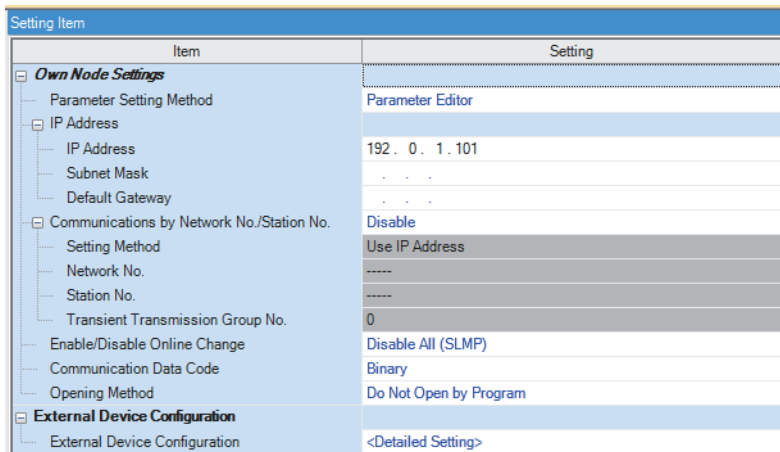 Setting Item
Item Setting
Own Node Settings
Parameter Setting Method Parameter Editor
IP Address
IP Address 192 . 0 . 1 . 101
Subnet Mask . . .
Default Gateway . . .
Communications by Network No./Station No. Disable
Setting Method Use IP Address
Network No. -----
Station No. -----
Transient Transmission Group No. 0
Enable/Disable Online Change Disable All (SLMP)
Communication Data Code Binary
Opening Method Do Not Open by Program
External Device Configuration
External Device Configuration <Detailed Setting>